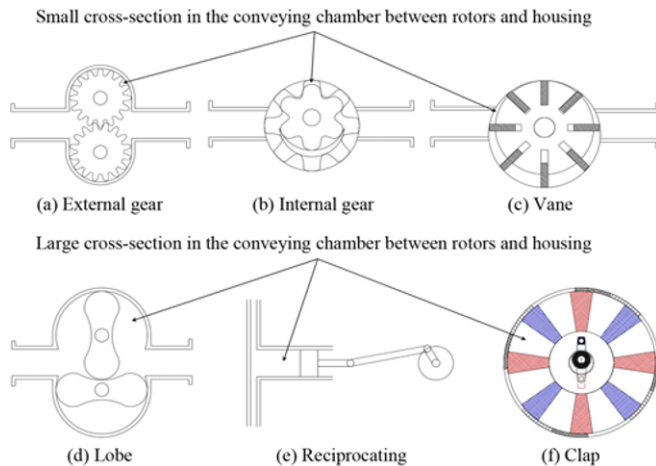 Small cross-section in the conveying chamber between rotors and housing
(a) External gear
(b) Internal gear
(c) Vane
Large cross-section in the conveying chamber between rotors and housing
(d) Lobe
(e) Reciprocating
(f) Clap